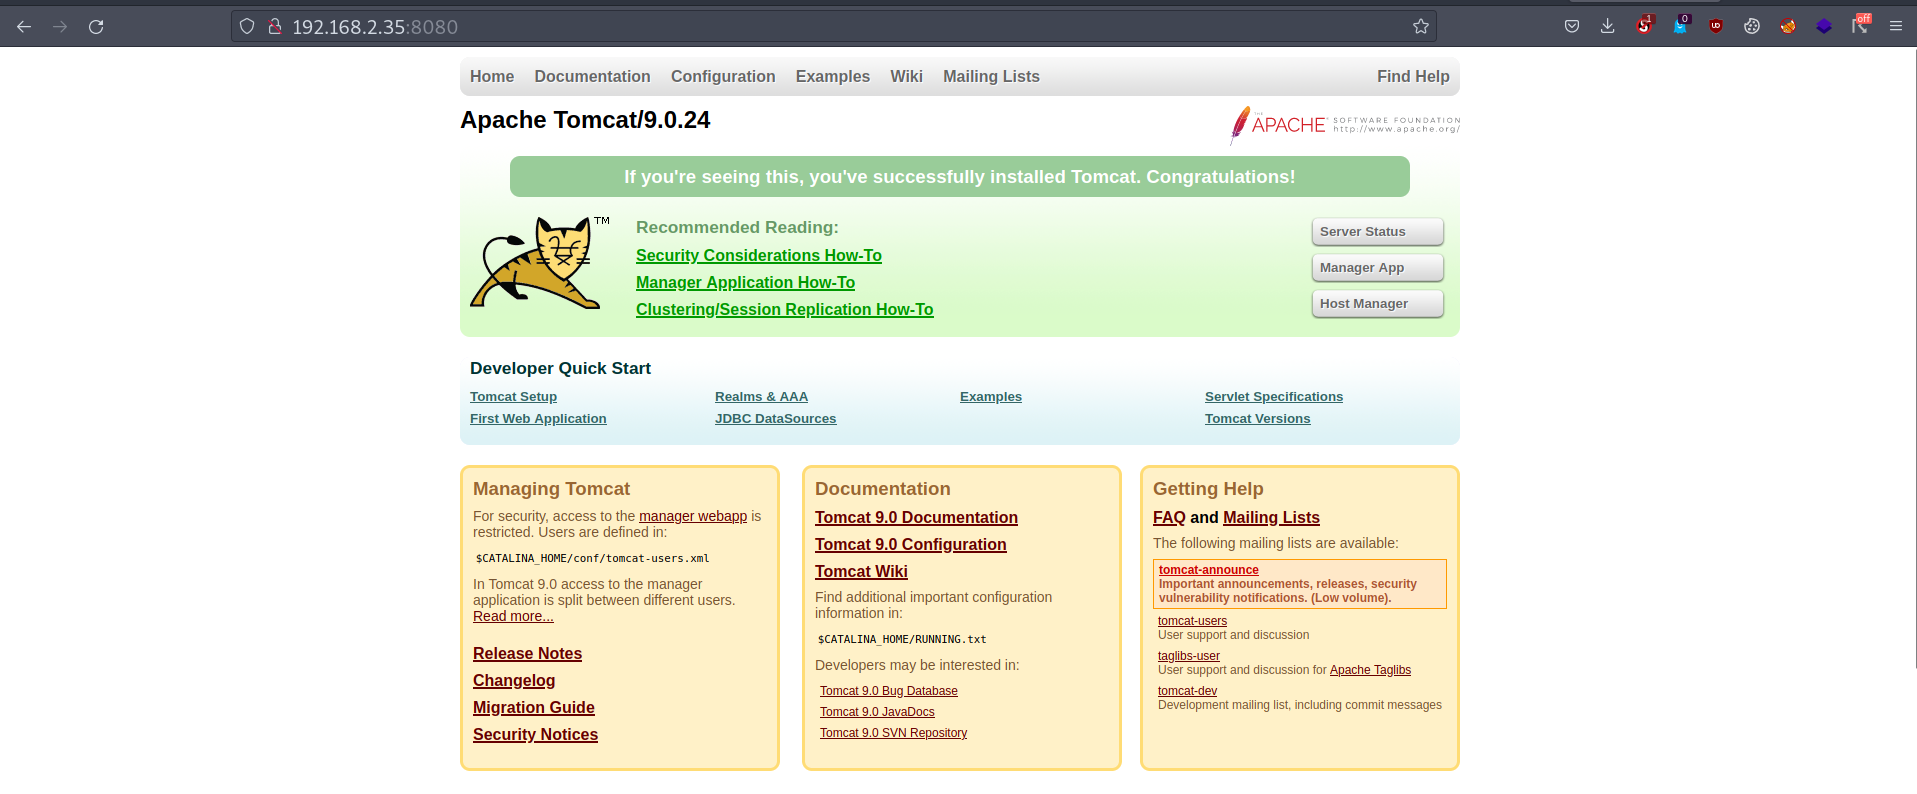 192.168.2.35:8080
1
0
off
Home Documentation Configuration Examples Wiki Mailing Lists Find Help
Apache Tomcat/9.0.24
APACHE SOFTWARE FOUNDATION
http://www.apache.org/
If you're seeing this, you've successfully installed Tomcat. Congratulations!
TM
Recommended Reading:
Security Considerations How-To
Manager Application How-To
Clustering/Session Replication How-To
Server Status
Manager App
Host Manager
Developer Quick Start
Tomcat Setup
First Web Application
Realms & AAA
JDBC DataSources
Examples
Servlet Specifications
Tomcat Versions
Managing Tomcat
For security, access to the manager webapp is
restricted. Users are defined in:
$CATALINA_HOME/conf/tomcat-users.xml
In Tomcat 9.0 access to the manager
application is split between different users.
Read more...
Release Notes
Changelog
Migration Guide
Security Notices
Documentation
Tomcat 9.0 Documentation
Tomcat 9.0 Configuration
Tomcat Wiki
Find additional important configuration
information in:
$CATALINA_HOME/RUNNING.txt
Developers may be interested in:
Tomcat 9.0 Bug Database
Tomcat 9.0 JavaDocs
Tomcat 9.0 SVN Repository
Getting Help
FAQ and Mailing Lists
The following mailing lists are available:
tomcat-announce
Important announcements, releases, security
vulnerability notifications. (Low volume).
tomcat-users
User support and discussion
taglibs-user
User support and discussion for Apache Taglibs
tomcat-dev
Development mailing list, including commit messages